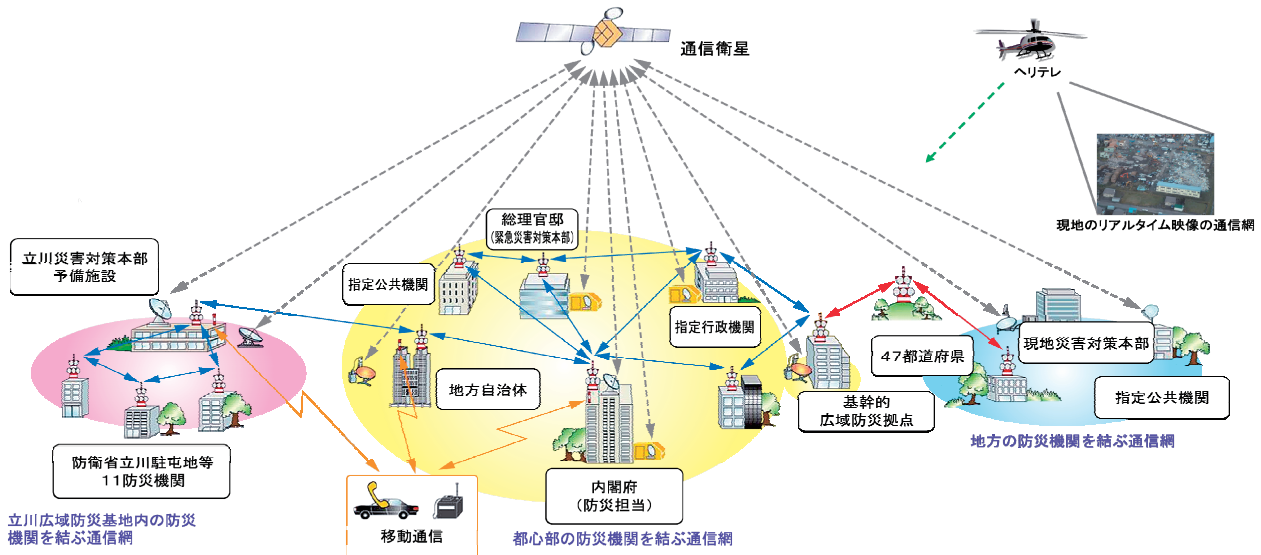 通信衛星
ヘリテレ
現地のリアルタイム映像の通信網
総理官邸
(緊急災害対策本部)
立川災害対策本部
予備施設
指定公共機関
指定行政機関
47都道府県
現地災害対策本部
地方自治体
基幹的
広域防災拠点
指定公共機関
地方の防災機関を結ぶ通信網
防衛省立川駐屯地等
11防災機関
内閣府
(防災担当)
移動通信
立川広域防災基地内の防災
機関を結ぶ通信網
都心部の防災機関を結ぶ通信網